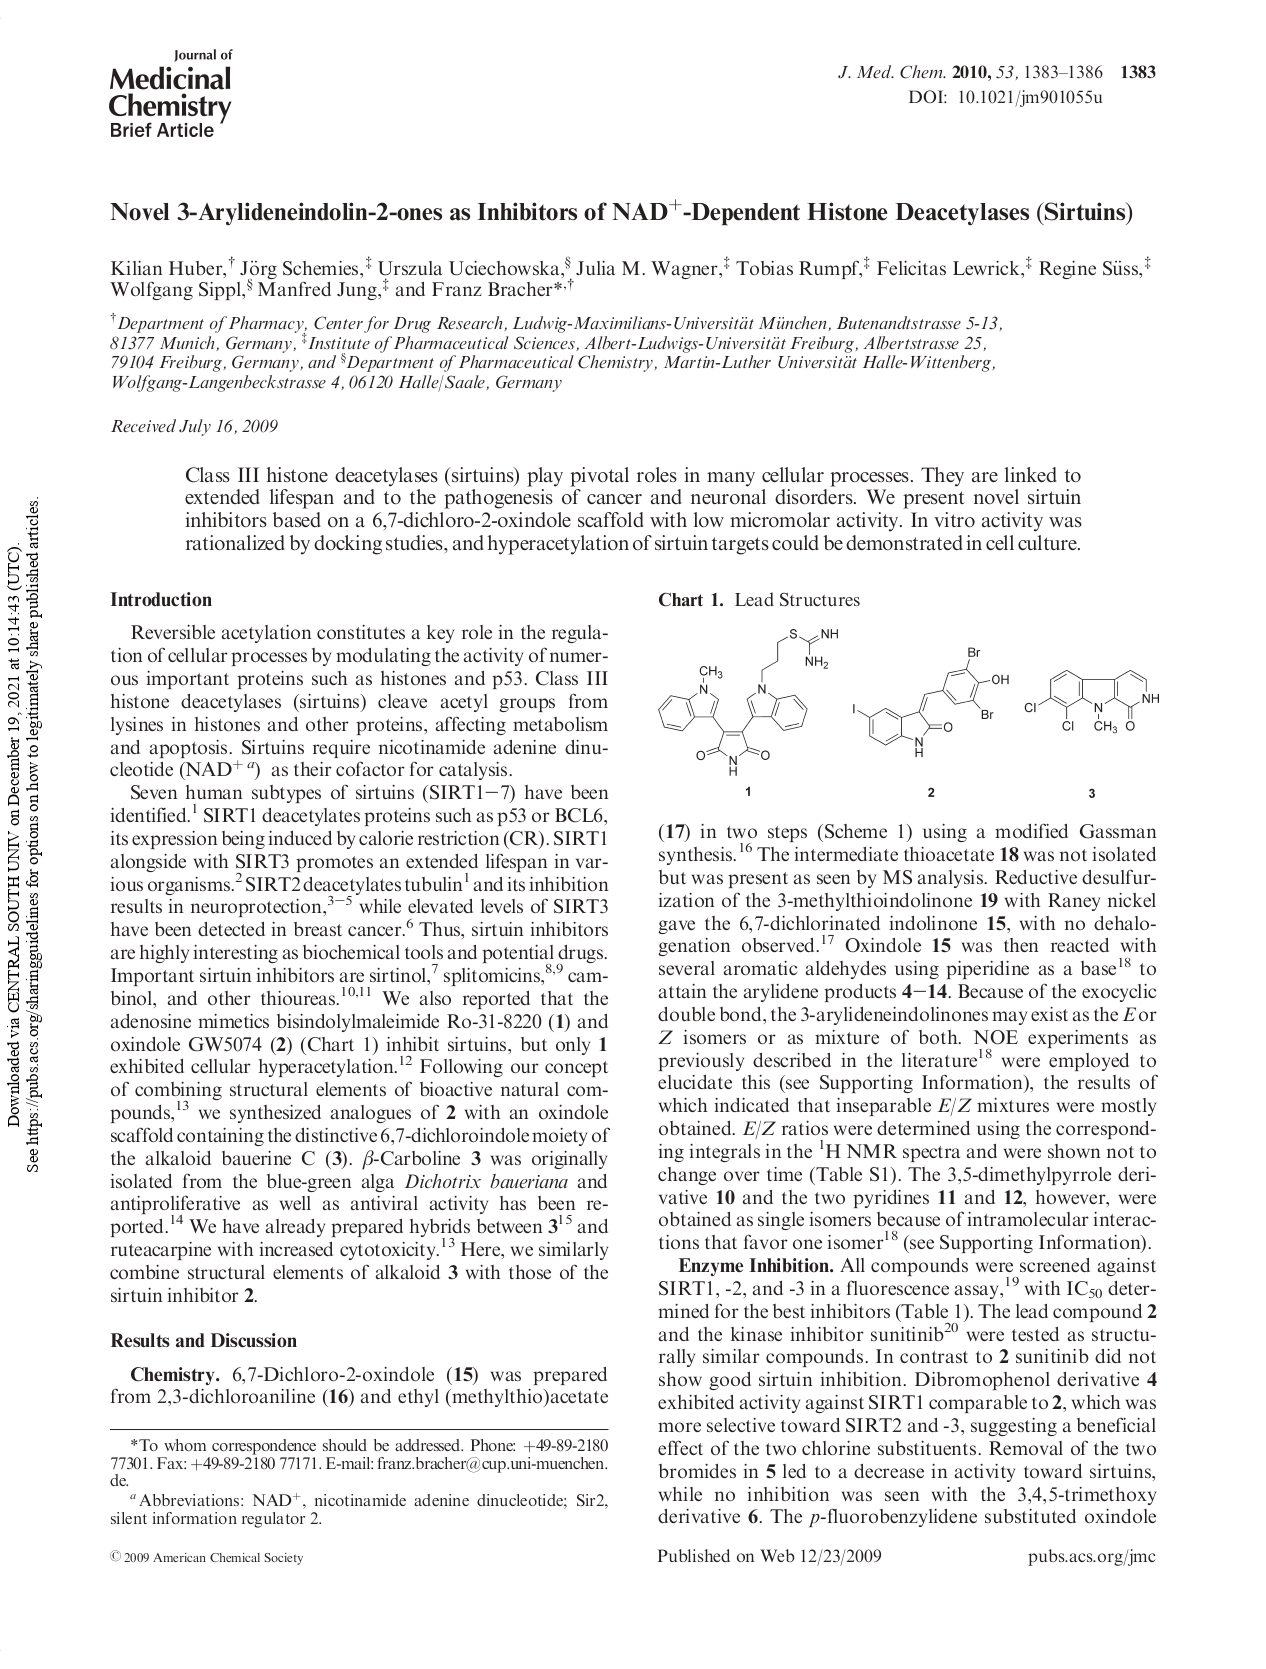 Journal of
Medicinal
Chemistry
Brief Article
J. Med. Chem. 2010, 53, 1383–1386 1383
DOI: 10.1021/jm901055u
Novel 3-Arylideneindolin-2-ones as Inhibitors of NAD+-Dependent Histone Deacetylases (Sirtuins)
Kilian Huber,† Jörg Schemies,‡ Urszula Uciechowska,§ Julia M. Wagner,‡ Tobias Rumpf,‡ Felicitas Lewrick,‡ Regine Süss,‡
Wolfgang Sippl,§ Manfred Jung,‡ and Franz Bracher*,†
†Department of Pharmacy, Center for Drug Research, Ludwig-Maximilians-Universität München, Butenandtstrasse 5-13,
81377 Munich, Germany, ‡Institute of Pharmaceutical Sciences, Albert-Ludwigs-Universität Freiburg, Albertstrasse 25,
79104 Freiburg, Germany, and §Department of Pharmaceutical Chemistry, Martin-Luther Universität Halle-Wittenberg,
Wolfgang-Langenbeckstrasse 4, 06120 Halle/Saale, Germany
Received July 16, 2009
Class III histone deacetylases (sirtuins) play pivotal roles in many cellular processes. They are linked to
extended lifespan and to the pathogenesis of cancer and neuronal disorders. We present novel sirtuin
inhibitors based on a 6,7-dichloro-2-oxindole scaffold with low micromolar activity. In vitro activity was
rationalized by docking studies, and hyperacetylation of sirtuin targets could be demonstrated in cell culture.
Introduction
Reversible acetylation constitutes a key role in the regula-
tion of cellular processes by modulating the activity of numer-
ous important proteins such as histones and p53. Class III
histone deacetylases (sirtuins) cleave acetyl groups from
lysines in histones and other proteins, affecting metabolism
and apoptosis. Sirtuins require nicotinamide adenine dinu-
cleotide (NAD+ a) as their cofactor for catalysis.
Seven human subtypes of sirtuins (SIRT1−7) have been
identified.1 SIRT1 deacetylates proteins such as p53 or BCL6,
its expression being induced by calorie restriction (CR). SIRT1
alongside with SIRT3 promotes an extended lifespan in var-
ious organisms.2 SIRT2 deacetylates tubulin1 and its inhibition
results in neuroprotection,3−5 while elevated levels of SIRT3
have been detected in breast cancer.6 Thus, sirtuin inhibitors
are highly interesting as biochemical tools and potential drugs.
Important sirtuin inhibitors are sirtinol,7 splitomicins,8,9 cam-
binol, and other thioureas.10,11 We also reported that the
adenosine mimetics bisindolylmaleimide Ro-31-8220 (1) and
oxindole GW5074 (2) (Chart 1) inhibit sirtuins, but only 1
exhibited cellular hyperacetylation.12 Following our concept
of combining structural elements of bioactive natural com-
pounds,13 we synthesized analogues of 2 with an oxindole
scaffold containing the distinctive 6,7-dichloroindole moiety of
the alkaloid bauerine C (3). β-Carboline 3 was originally
isolated from the blue-green alga Dichotrix baueriana and
antiproliferative as well as antiviral activity has been re-
ported.14 We have already prepared hybrids between 315 and
ruteacarpine with increased cytotoxicity.13 Here, we similarly
combine structural elements of alkaloid 3 with those of the
sirtuin inhibitor 2.
Results and Discussion
Chemistry. 6,7-Dichloro-2-oxindole (15) was prepared
from 2,3-dichloroaniline (16) and ethyl (methylthio)acetate
*To whom correspondence should be addressed. Phone: +49-89-2180
77301. Fax: +49-89-2180 77171. E-mail: franz.bracher@cup.uni-muenchen.
de.
a Abbreviations: NAD+, nicotinamide adenine dinucleotide; Sir2,
silent information regulator 2.
Chart 1. Lead Structures
S NH
NH2
CH3
N N
O N O
H
1
Br
OH
Br
I
O
N
H
2
Cl
Cl
N
CH3 O
NH
3
(17) in two steps (Scheme 1) using a modified Gassman
synthesis.16 The intermediate thioacetate 18 was not isolated
but was present as seen by MS analysis. Reductive desulfur-
ization of the 3-methylthioindolinone 19 with Raney nickel
gave the 6,7-dichlorinated indolinone 15, with no dehalo-
genation observed.17 Oxindole 15 was then reacted with
several aromatic aldehydes using piperidine as a base18 to
attain the arylidene products 4−14. Because of the exocyclic
double bond, the 3-arylideneindolinones may exist as the E or
Z isomers or as mixture of both. NOE experiments as
previously described in the literature18 were employed to
elucidate this (see Supporting Information), the results of
which indicated that inseparable E/Z mixtures were mostly
obtained. E/Z ratios were determined using the correspond-
ing integrals in the 1H NMR spectra and were shown not to
change over time (Table S1). The 3,5-dimethylpyrrole deri-
vative 10 and the two pyridines 11 and 12, however, were
obtained as single isomers because of intramolecular interac-
tions that favor one isomer18 (see Supporting Information).
Enzyme Inhibition. All compounds were screened against
SIRT1, -2, and -3 in a fluorescence assay,19 with IC50 deter-
mined for the best inhibitors (Table 1). The lead compound 2
and the kinase inhibitor sunitinib20 were tested as structu-
rally similar compounds. In contrast to 2 sunitinib did not
show good sirtuin inhibition. Dibromophenol derivative 4
exhibited activity against SIRT1 comparable to 2, which was
more selective toward SIRT2 and -3, suggesting a beneficial
effect of the two chlorine substituents. Removal of the two
bromides in 5 led to a decrease in activity toward sirtuins,
while no inhibition was seen with the 3,4,5-trimethoxy
derivative 6. The p-fluorobenzylidene substituted oxindole
© 2009 American Chemical Society
Published on Web 12/23/2009
pubs.acs.org/jmc
Downloaded via CENTRAL SOUTH UNIV on December 19, 2021 at 10:14:43 (UTC).
See https://pubs.acs.org/sharingguidelines for options on how to legitimately share published articles.